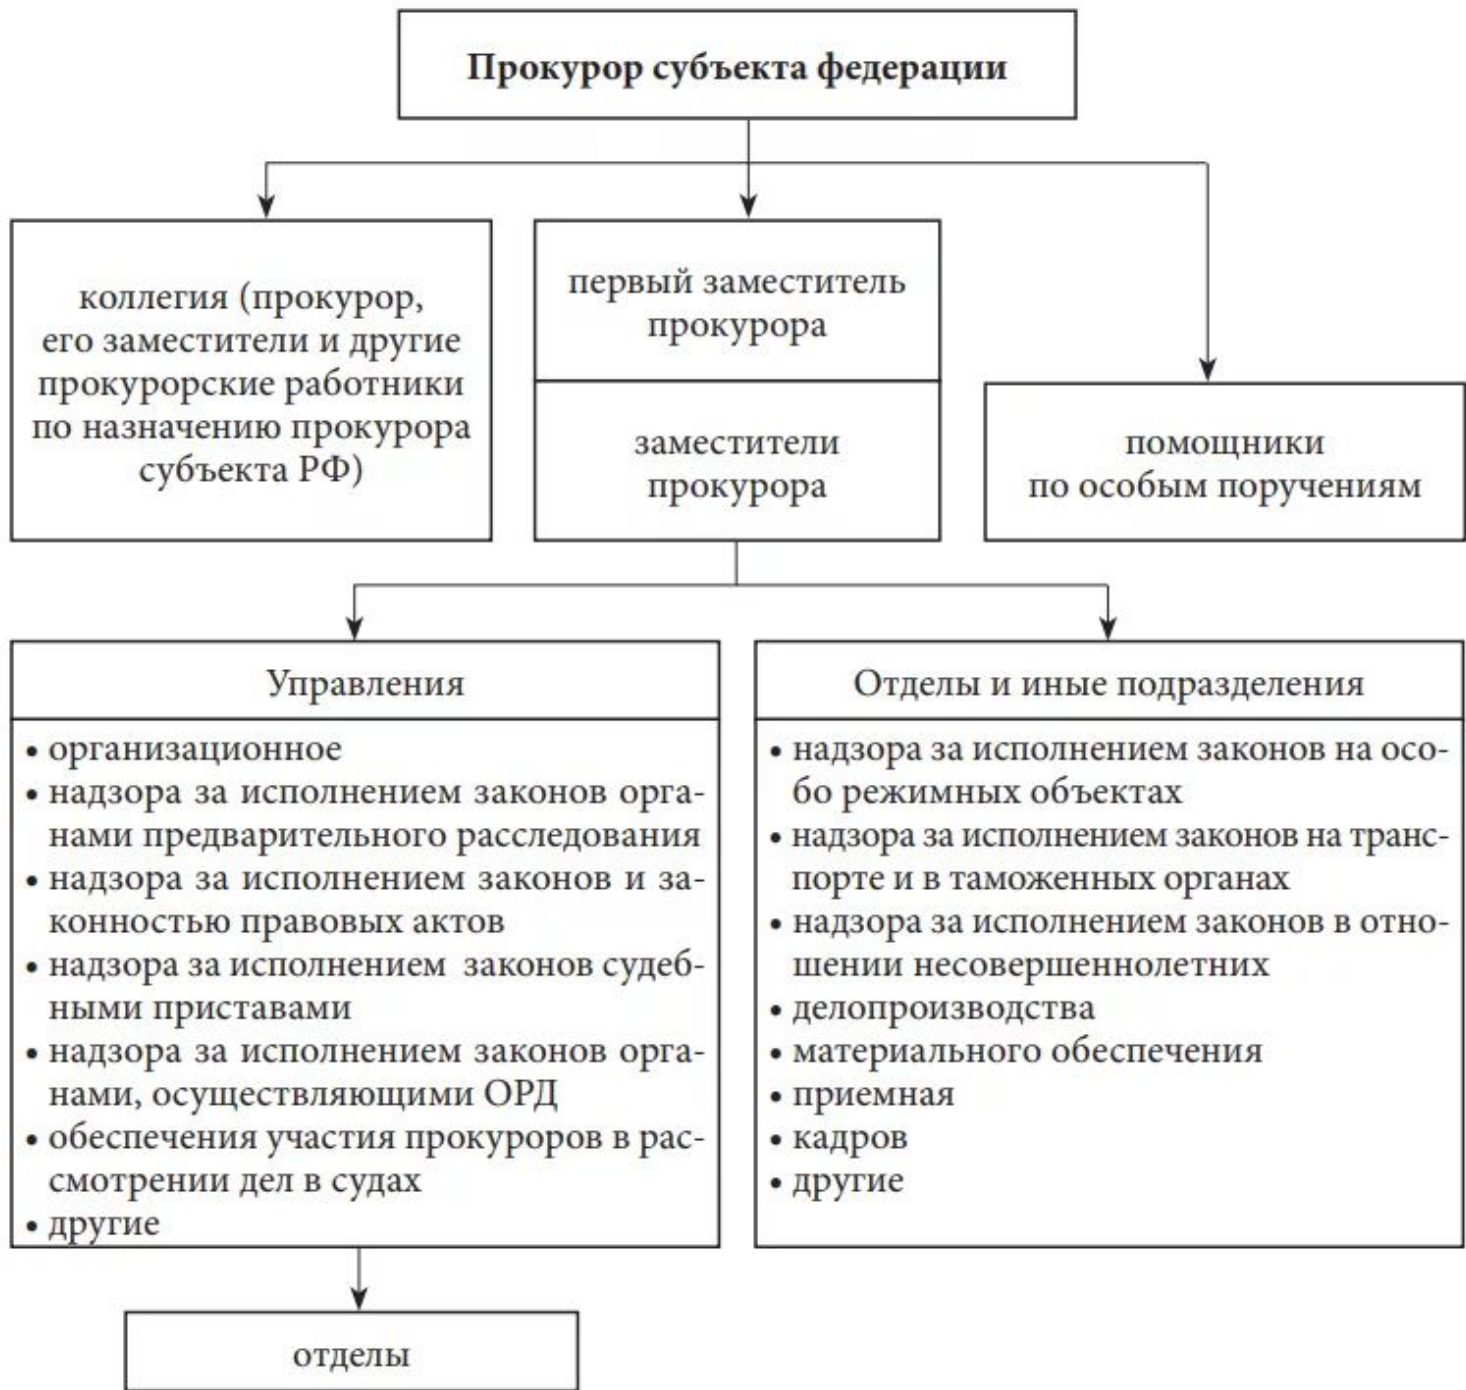 Прокурор субъекта федерации
коллегия (прокурор,
его заместители и другие
прокурорские работники
по назначению прокурора
субъекта РФ)
первый заместитель
прокурора
заместители
прокурора
помощники
по особым поручениям
Управления
• организационное
• надзора за исполнением законов орга-
нами предварительного расследования
• надзора за исполнением законов и за-
конностью правовых актов
• надзора за исполнением законов судеб-
ными приставами
• надзора за исполнением законов орга-
нами, осуществляющими ОРД
• обеспечения участия прокуроров в рас-
смотрении дел в судах
• другие
Отделы и иные подразделения
• надзора за исполнением законов на осо-
бо режимных объектах
• надзора за исполнением законов на транс-
порте и в таможенных органах
• надзора за исполнением законов в отно-
шении несовершеннолетних
• делопроизводства
• материального обеспечения
• приемная
• кадров
• другие
отделы